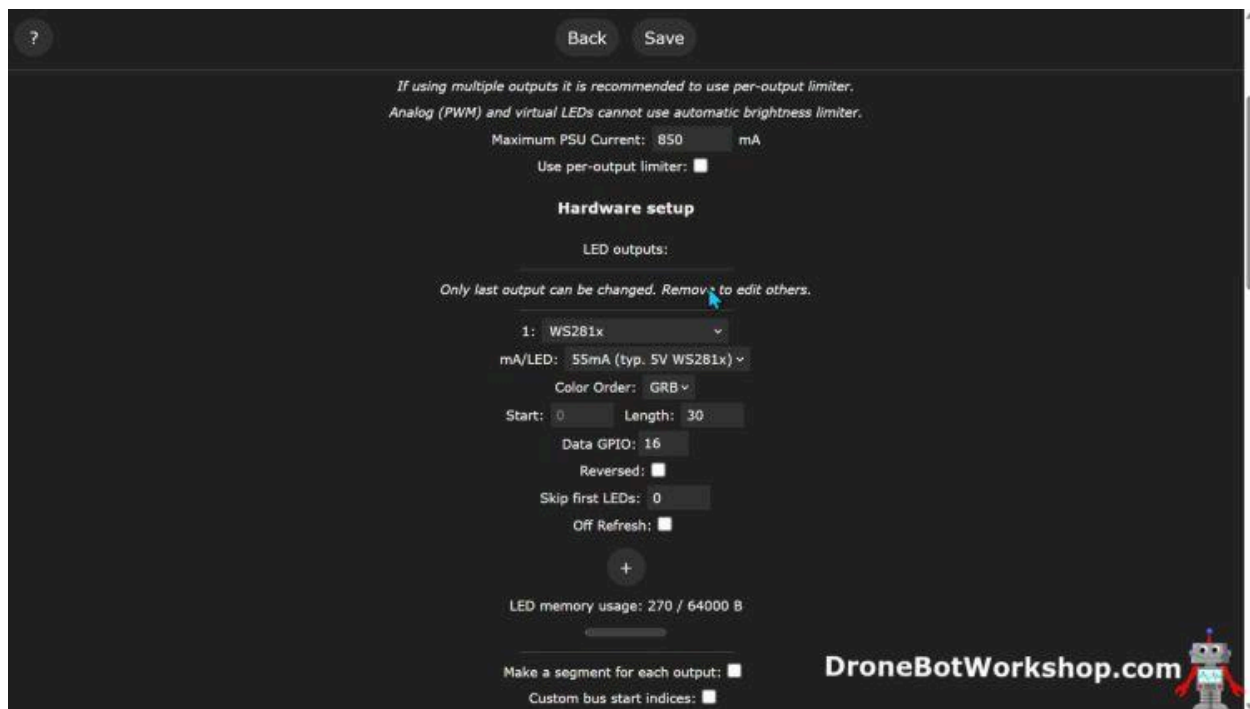 ?
Back Save
If using multiple outputs it is recommended to use per-output limiter.
Analog (PWM) and virtual LEDs cannot use automatic brightness limiter.
Maximum PSU Current: 850 mA
Use per-output limiter:
Hardware setup
LED outputs:
Only last output can be changed. Remove to edit others.
1: WS281x
mA/LED: 55mA (typ. 5V WS281x)
Color Order: GRB
Start: 0 Length: 30
Data GPIO: 16
Reversed:
Skip first LEDs: 0
Off Refresh:
+
LED memory usage: 270 / 64000 B
Make a segment for each output:
DroneBotWorkshop.com
Custom bus start indices: